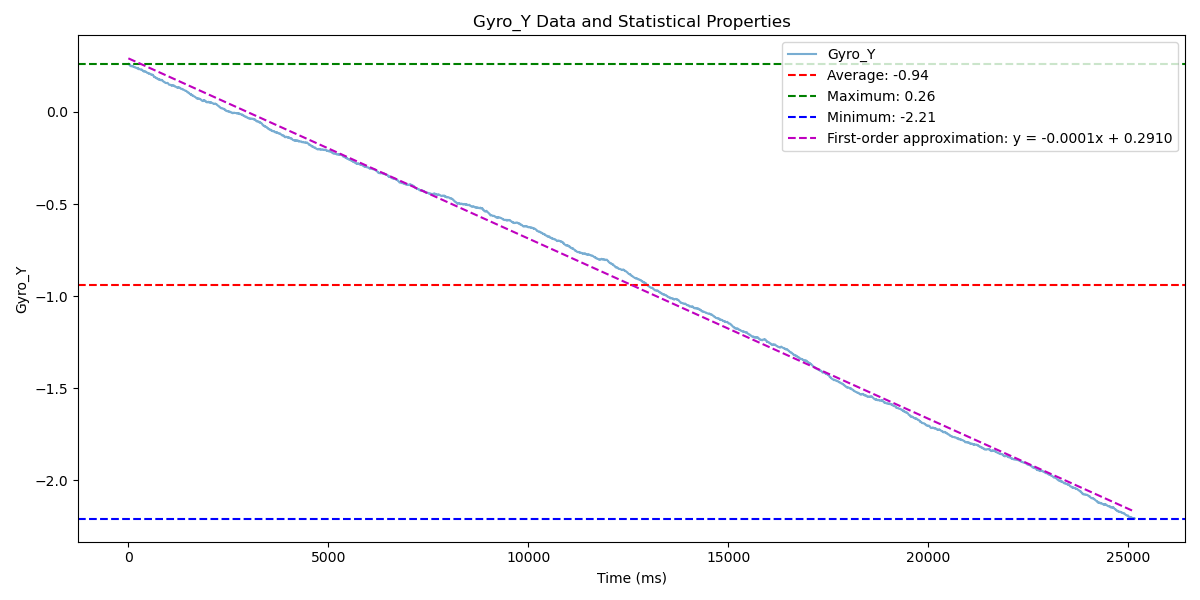 Gyro_Y Data and Statistical Properties
Gyro_Y
Average: -0.94
Maximum: 0.26
Minimum: -2.21
First-order approximation: y = -0.0001x + 0.2910
Gyro_Y
0.0
−0.5
−1.0
−1.5
−2.0
0
5000
10000
15000
20000
25000
Time (ms)